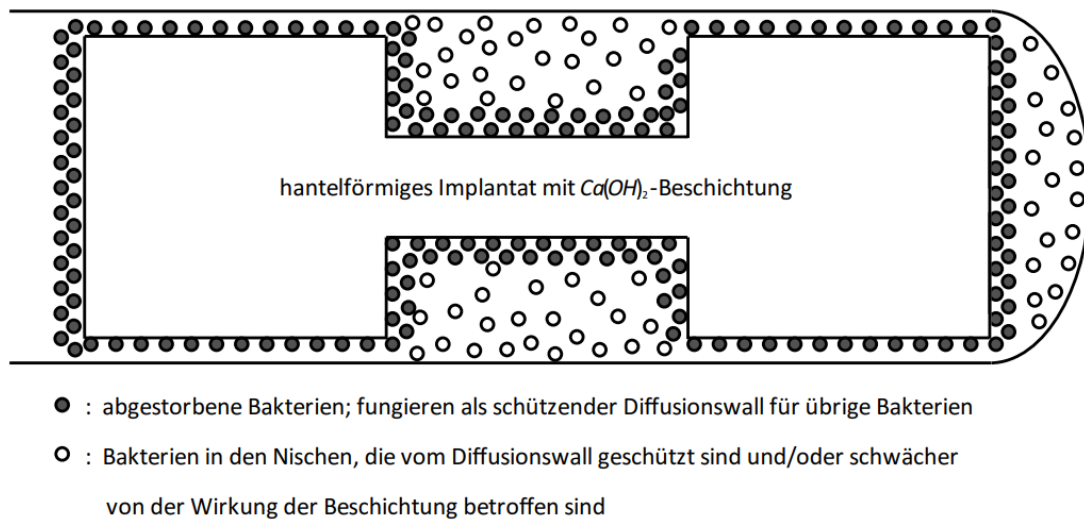 hantelförmiges Implantat mit Ca(OH)₂-Beschichtung
: abgestorbene Bakterien; fungieren als schützender Diffusionswall für übrige Bakterien
: Bakterien in den Nischen, die vom Diffusionswall geschützt sind und/oder schwächer
von der Wirkung der Beschichtung betroffen sind